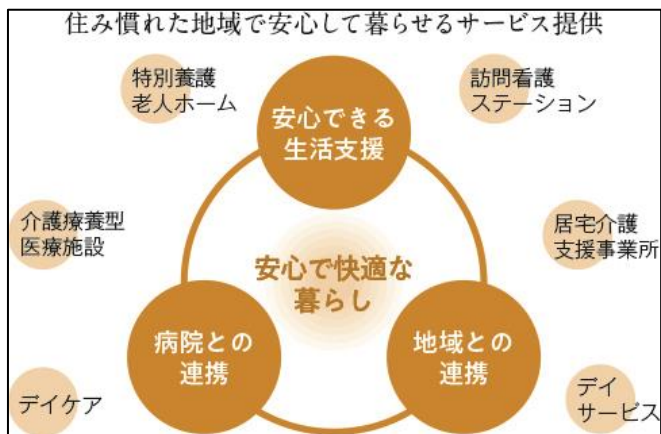 住み慣れた地域で安心して暮らせるサービス提供
特別養護
老人ホーム
訪問看護
ステーション
安心できる
生活支援
介護療養型
医療施設
居宅介護
支援事業所
安心で快適な
暮らし
病院との
連携
地域との
連携
デイケア
デイ
サービス